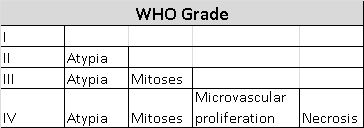 WHO Grade
I
II Atypia
III Atypia Mitoses
IV Atypia Mitoses Microvascular proliferation Necrosis